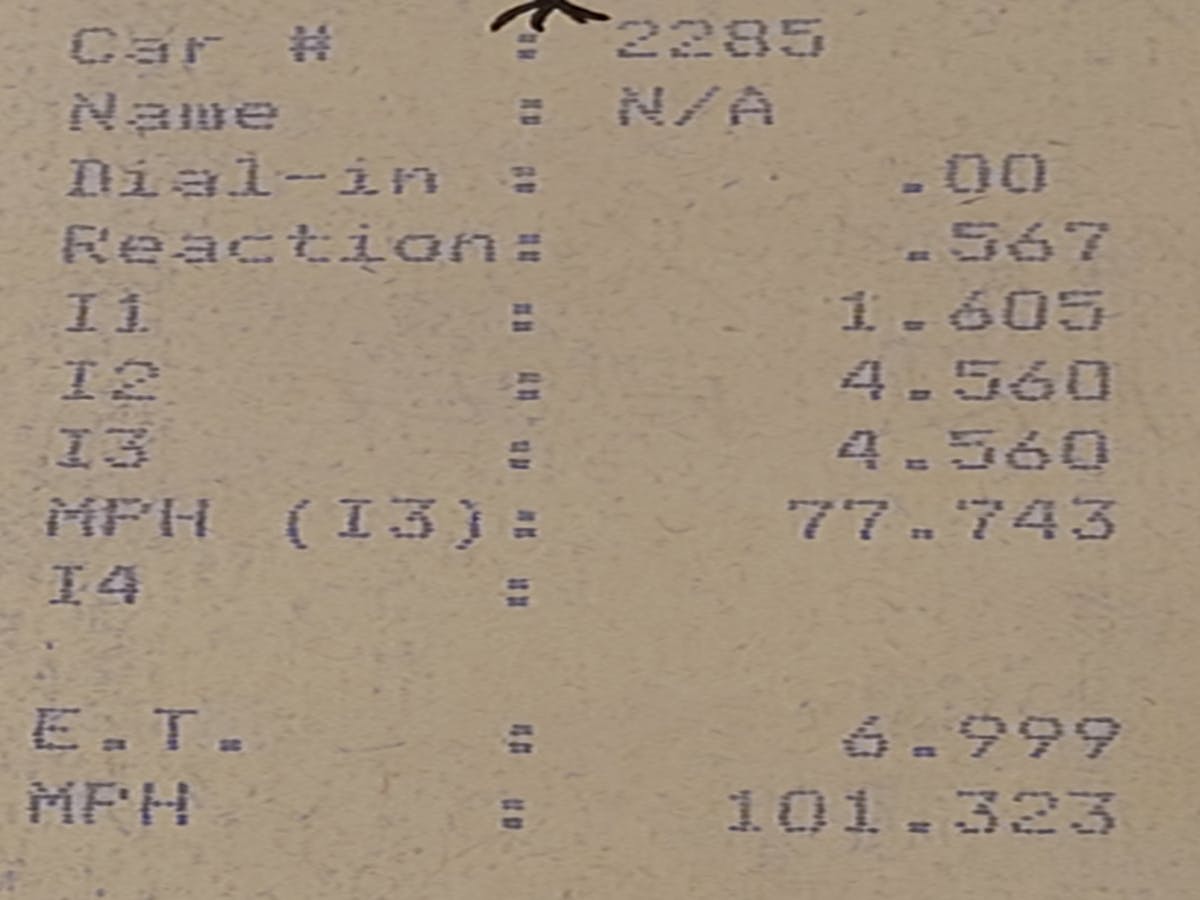 Car # : 2285
Name : N/A
Dial-in : .00
Reaction: .567
I1 : 1.605
I2 : 4.560
I3 : 4.560
MPH (I3): 77.743
I4 :
E.T. : 6.999
MPH : 101.323